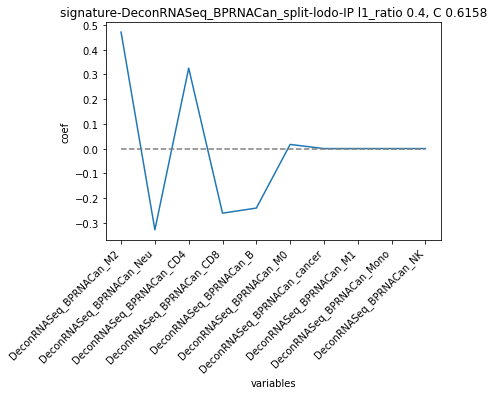 signature-DeconRNASeq_BPRNACan_split-lodo-IP l1_ratio 0.4, C 0.6158
0.5
0.4
0.3
0.2
0.1
0.0
−0.1
−0.2
−0.3
coef
DeconRNASeq_BPRNACan_M2
DeconRNASeq_BPRNACan_Neu
DeconRNASeq_BPRNACan_CD4
DeconRNASeq_BPRNACan_CD8
DeconRNASeq_BPRNACan_B
DeconRNASeq_BPRNACan_M0
DeconRNASeq_BPRNACan_cancer
DeconRNASeq_BPRNACan_M1
DeconRNASeq_BPRNACan_Mono
DeconRNASeq_BPRNACan_NK
variables